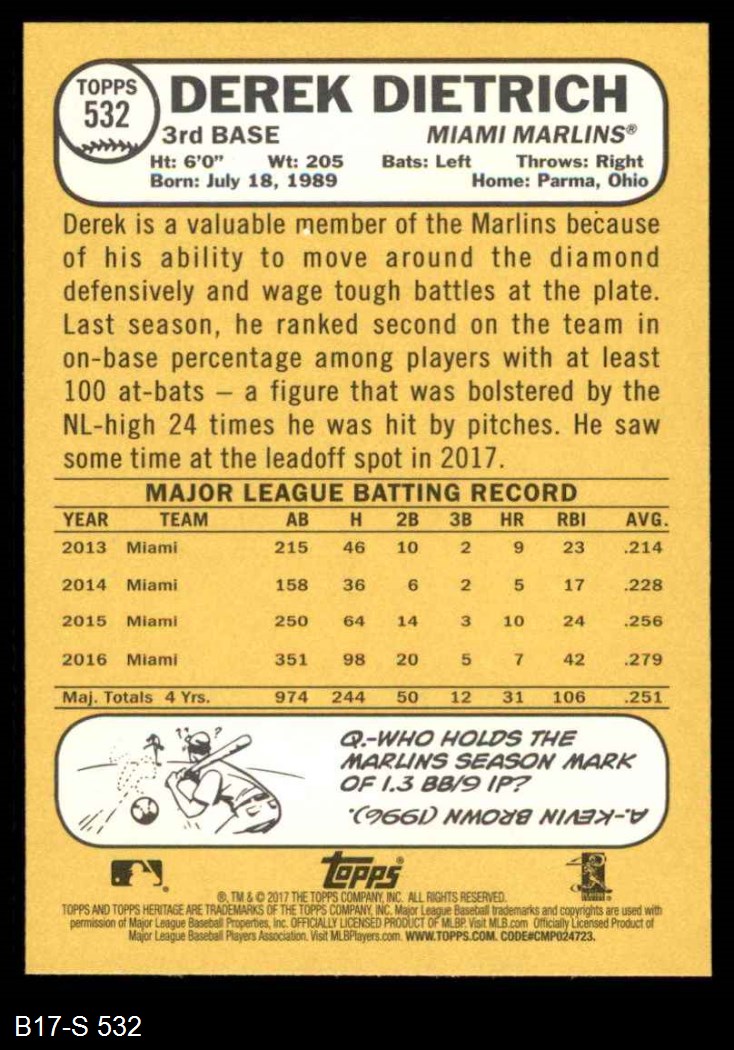 TOPPS
532
DEREK DIETRICH
3rd BASE
MIAMI MARLINS®
Ht: 6'0" Wt: 205 Bats: Left Throws: Right
Born: July 18, 1989 Home: Parma, Ohio
Derek is a valuable member of the Marlins because
of his ability to move around the diamond
defensively and wage tough battles at the plate.
Last season, he ranked second on the team in
on-base percentage among players with at least
100 at-bats – a figure that was bolstered by the
NL-high 24 times he was hit by pitches. He saw
some time at the leadoff spot in 2017.
MAJOR LEAGUE BATTING RECORD
YEAR TEAM AB H 2B 3B HR RBI AVG.
2013 Miami 215 46 10 2 9 23 .214
2014 Miami 158 36 6 2 5 17 .228
2015 Miami 250 64 14 3 10 24 .256
2016 Miami 351 98 20 5 7 42 .279
Maj. Totals 4 Yrs. 974 244 50 12 31 106 .251
? ? ?
Q.-WHO HOLDS THE
MARLINS SEASON MARK
OF 1.3 BB/9 IP?
A.-KEVIN BROWN (1996).
topps®
®, TM & © 2017 THE TOPPS COMPANY, INC. ALL RIGHTS RESERVED.
TOPPS AND TOPPS HERITAGE ARE TRADEMARKS OF THE TOPPS COMPANY, INC. Major League Baseball trademarks and copyrights are used with
permission of Major League Baseball Properties, Inc. OFFICIALLY LICENSED PRODUCT OF MLBP. Visit MLB.com Officially Licensed Product of
Major League Baseball Players Association. Visit MLBPlayers.com. WWW.TOPPS.COM. CODE#CMP024723.
B17-S 532